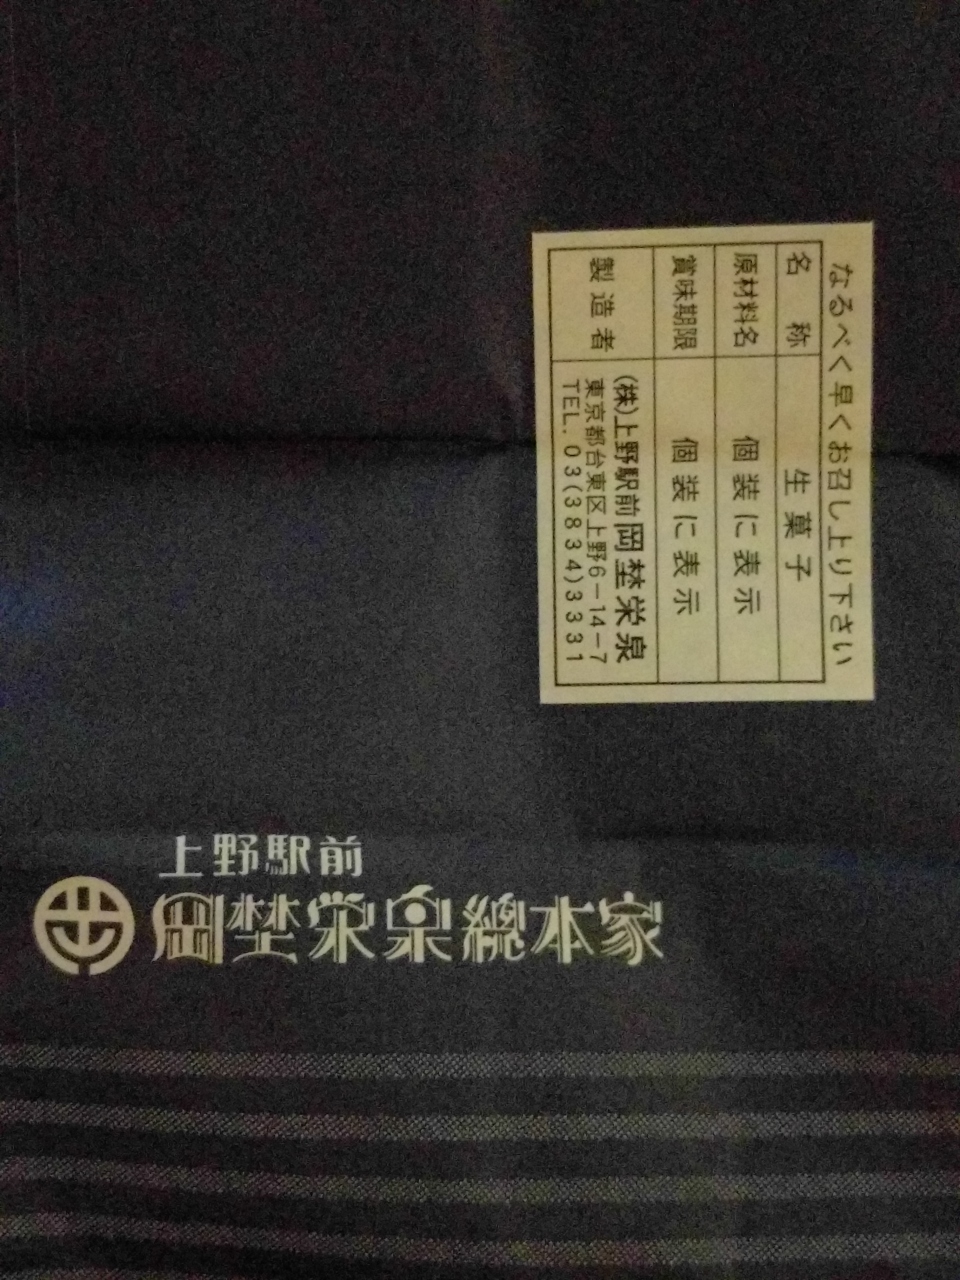 なるべく早くお召し上り下さい
名称 生菓子
原材料名 個装に表示
賞味期限 個装に表示
製造者 (株)上野駅前岡埜栄泉
東京都台東区上野6-14-7
TEL.03(3834)3331
上野駅前
岡埜栄泉總本家